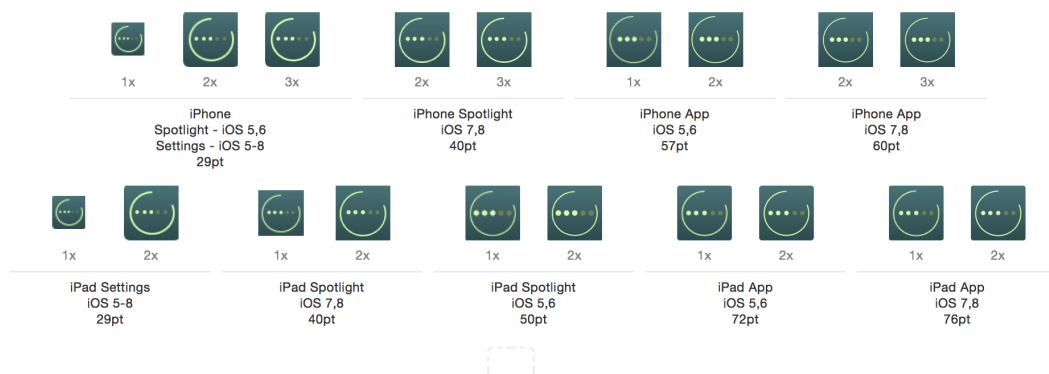 1x 2x 3x 2x 3x 1x 2x 2x 3x
iPhone
Spotlight - iOS 5,6
Settings - iOS 5-8
29pt
iPhone Spotlight
iOS 7,8
40pt
iPhone App
iOS 5,6
57pt
iPhone App
iOS 7,8
60pt
1x 2x 1x 2x 1x 2x 1x 2x 1x 2x
iPad Settings
iOS 5-8
29pt
iPad Spotlight
iOS 7,8
40pt
iPad Spotlight
iOS 5,6
50pt
iPad App
iOS 5,6
72pt
iPad App
iOS 7,8
76pt